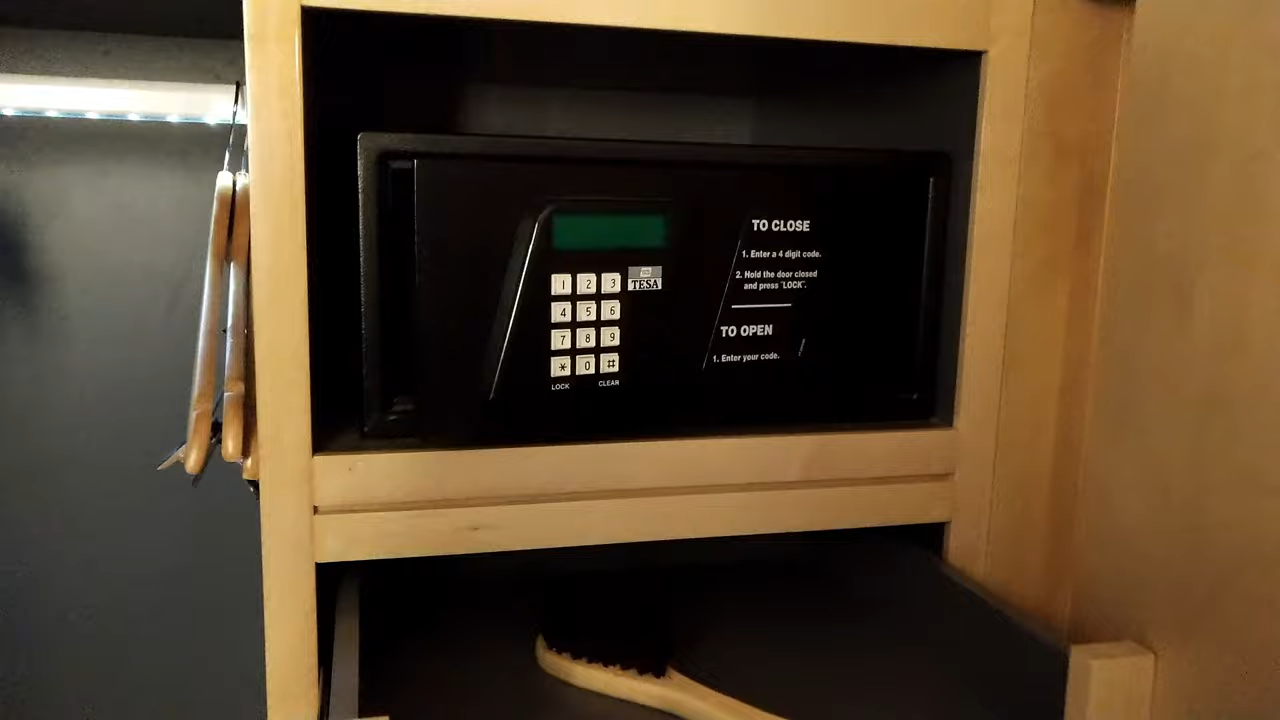 1 2 3
TESA
4 5 6
7 8 9
* 0 #
LOCK CLEAR
TO CLOSE
1. Enter a 4 digit code.
2. Hold the door closed
and press "LOCK".
TO OPEN
1. Enter your code.